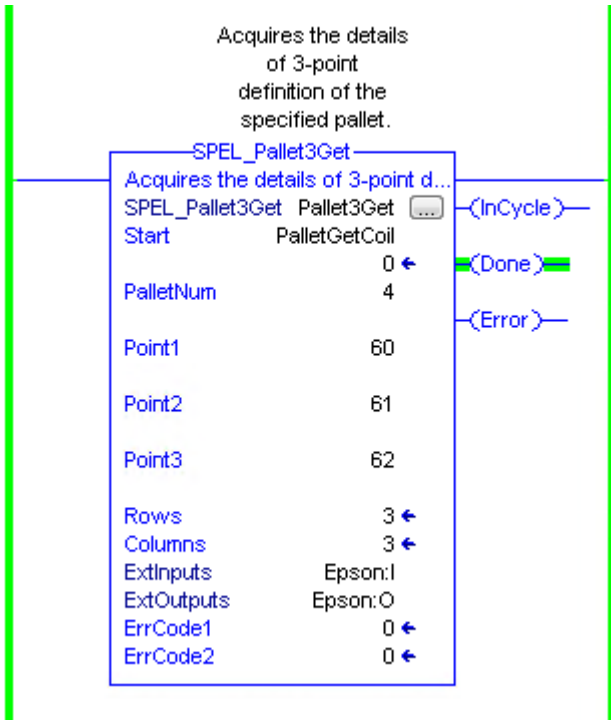 Acquires the details
of 3-point
definition of the
specified pallet.
SPEL_Pallet3Get
Acquires the details of 3-point d...
SPEL_Pallet3Get Pallet3Get ... (InCycle)
Start PalletGetCoil
0 (Done)
PalletNum 4
(Error)
Point1 60
Point2 61
Point3 62
Rows 3
Columns 3
ExtInputs Epson:I
ExtOutputs Epson:O
ErrCode1 0
ErrCode2 0